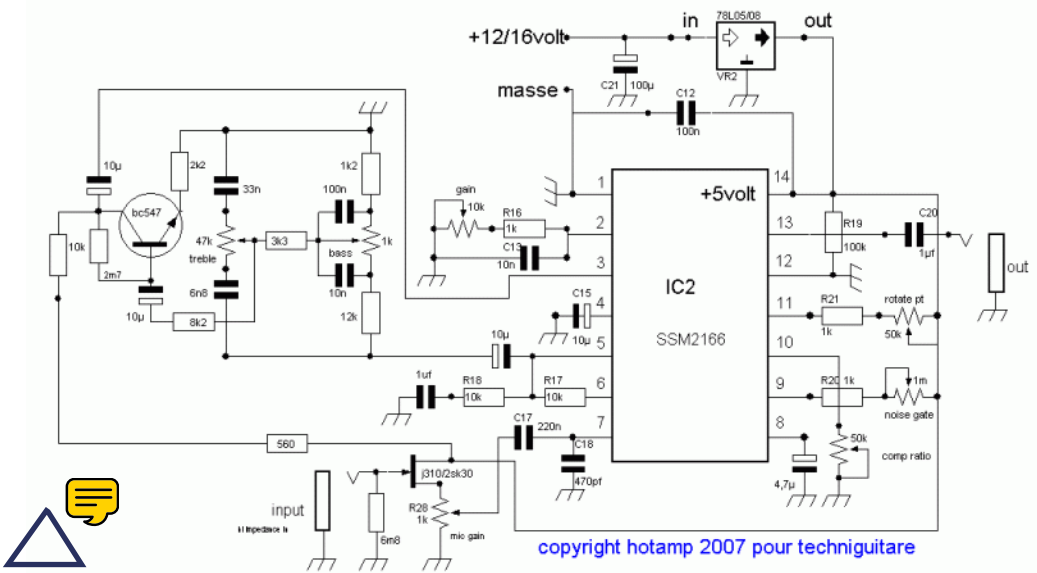 78L05/08
in
out
+12/16volt
C21
100µ
VR2
masse
C12
100n
10µ
2k2
33n
1k2
100n
bc547
47k
treble
3k3
1k
bass
10n
10k
2m7
6n8
10µ
8k2
12k
gain
10k
R16
1k
C13
10n
C15
10µ
1
2
3
4
5
6
7
14
13
12
11
10
9
8
+5volt
IC2
SSM2166
R19
100k
C20
1µf
out
R21
1k
rotate pt
50k
R20
1k
1m
noise gate
50k
comp ratio
4,7µ
10µ
1uf
R18
10k
R17
10k
C17
220n
C18
470pf
560
j310/2sk30
input
R28
1k
mic gain
6m8
copyright hotamp 2007 pour techniguitare